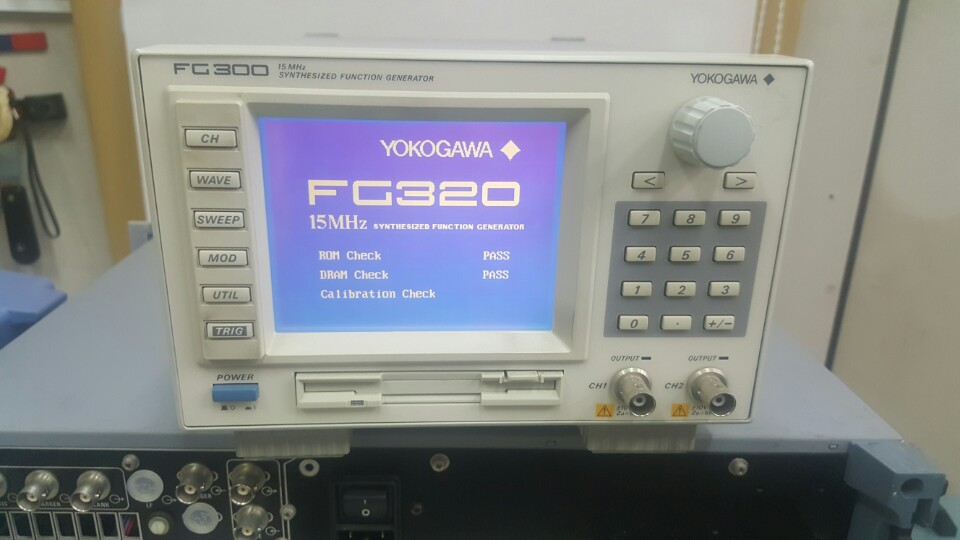 FG300 15MHz
SYNTHESIZED FUNCTION GENERATOR
YOKOGAWA
CH
WAVE
SWEEP
MOD
UTIL
TRIG
POWER
YOKOGAWA
FG320
15MHz SYNTHESIZED FUNCTION GENERATOR
ROM Check PASS
DRAM Check PASS
Calibration Check
< >
7 8 9
4 5 6
1 2 3
0 . +/-
OUTPUT OUTPUT
CH1 CH2